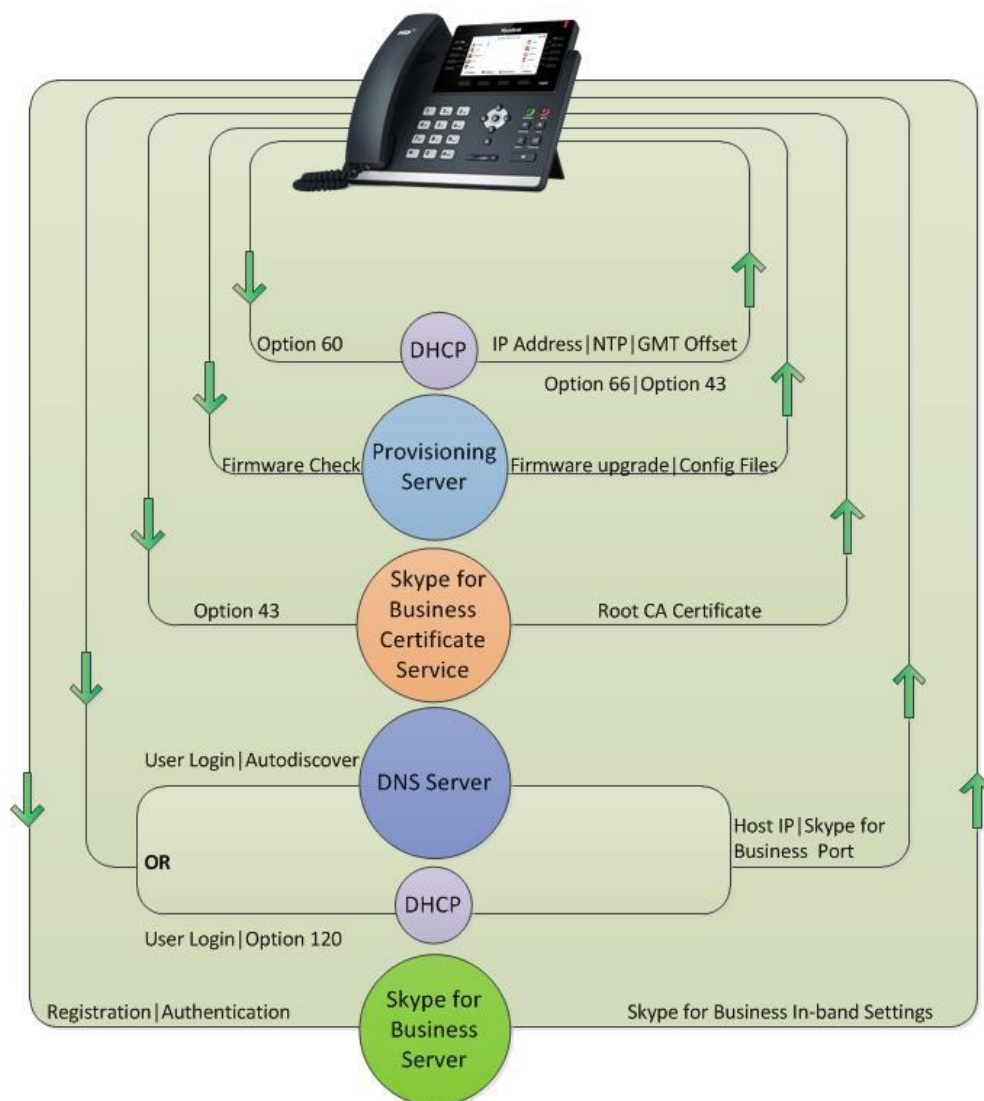 Yealink
HD
Option 60
DHCP
IP Address|NTP|GMT Offset
Option 66|Option 43
Firmware Check
Provisioning
Server
Firmware upgrade|Config Files
Option 43
Skype for
Business
Certificate
Service
Root CA Certificate
User Login|Autodiscover
DNS Server
Host IP|Skype for
Business Port
OR
DHCP
User Login|Option 120
Registration|Authentication
Skype for
Business
Server
Skype for Business In-band Settings